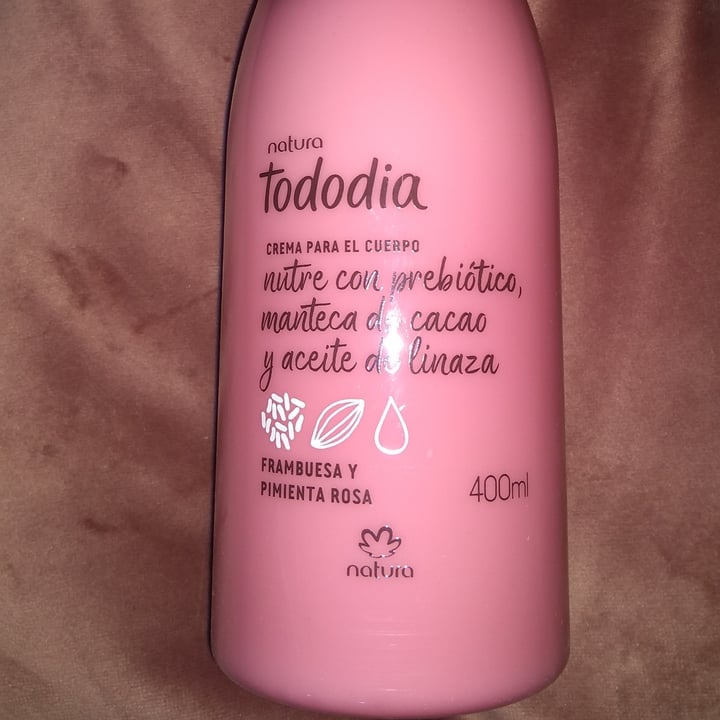 natura
tododia
CREMA PARA EL CUERPO
nutre con prebiótico,
manteca de cacao
y aceite de linaza
FRAMBUESA Y
PIMIENTA ROSA
400ml
natura